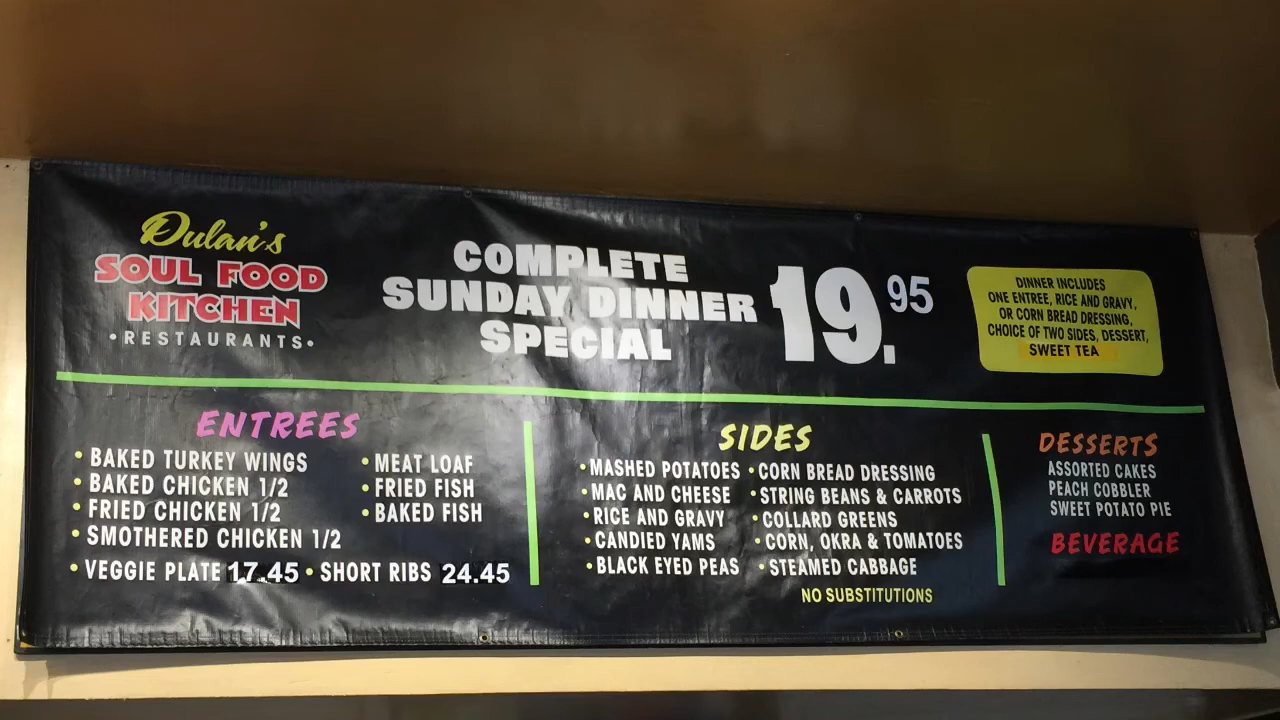 Dulan's
SOUL FOOD
KITCHEN
•RESTAURANTS•
COMPLETE
SUNDAY DINNER
SPECIAL
19.95
DINNER INCLUDES
ONE ENTREE, RICE AND GRAVY,
OR CORN BREAD DRESSING,
CHOICE OF TWO SIDES, DESSERT,
SWEET TEA
ENTREES
• BAKED TURKEY WINGS
• BAKED CHICKEN 1/2
• FRIED CHICKEN 1/2
• SMOTHERED CHICKEN 1/2
• MEAT LOAF
• FRIED FISH
• BAKED FISH
• VEGGIE PLATE 17.45 • SHORT RIBS 24.45
SIDES
• MASHED POTATOES
• MAC AND CHEESE
• RICE AND GRAVY
• CANDIED YAMS
• BLACK EYED PEAS
• CORN BREAD DRESSING
• STRING BEANS & CARROTS
• COLLARD GREENS
• CORN, OKRA & TOMATOES
• STEAMED CABBAGE
NO SUBSTITUTIONS
DESSERTS
ASSORTED CAKES
PEACH COBBLER
SWEET POTATO PIE
BEVERAGE